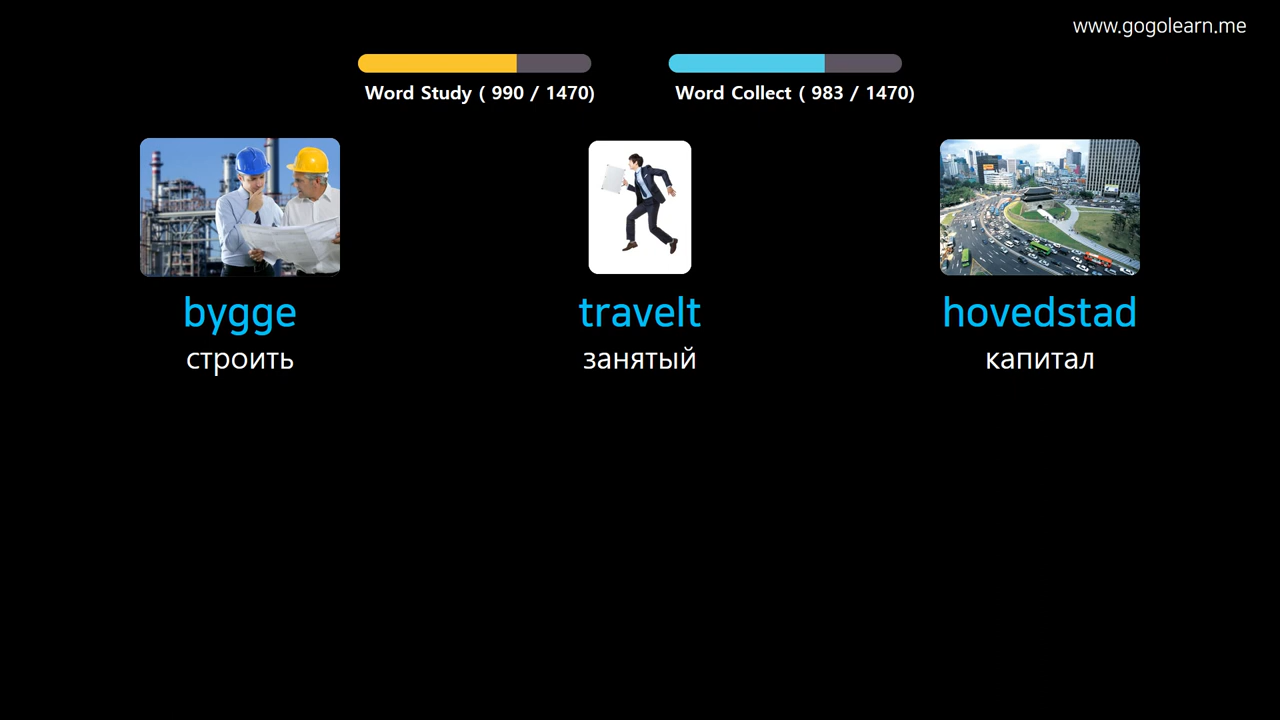 www.gogolearn.me
Word Study ( 990 / 1470)
Word Collect ( 983 / 1470)
bygge
travelt
hovedstad
строить
занятый
капитал